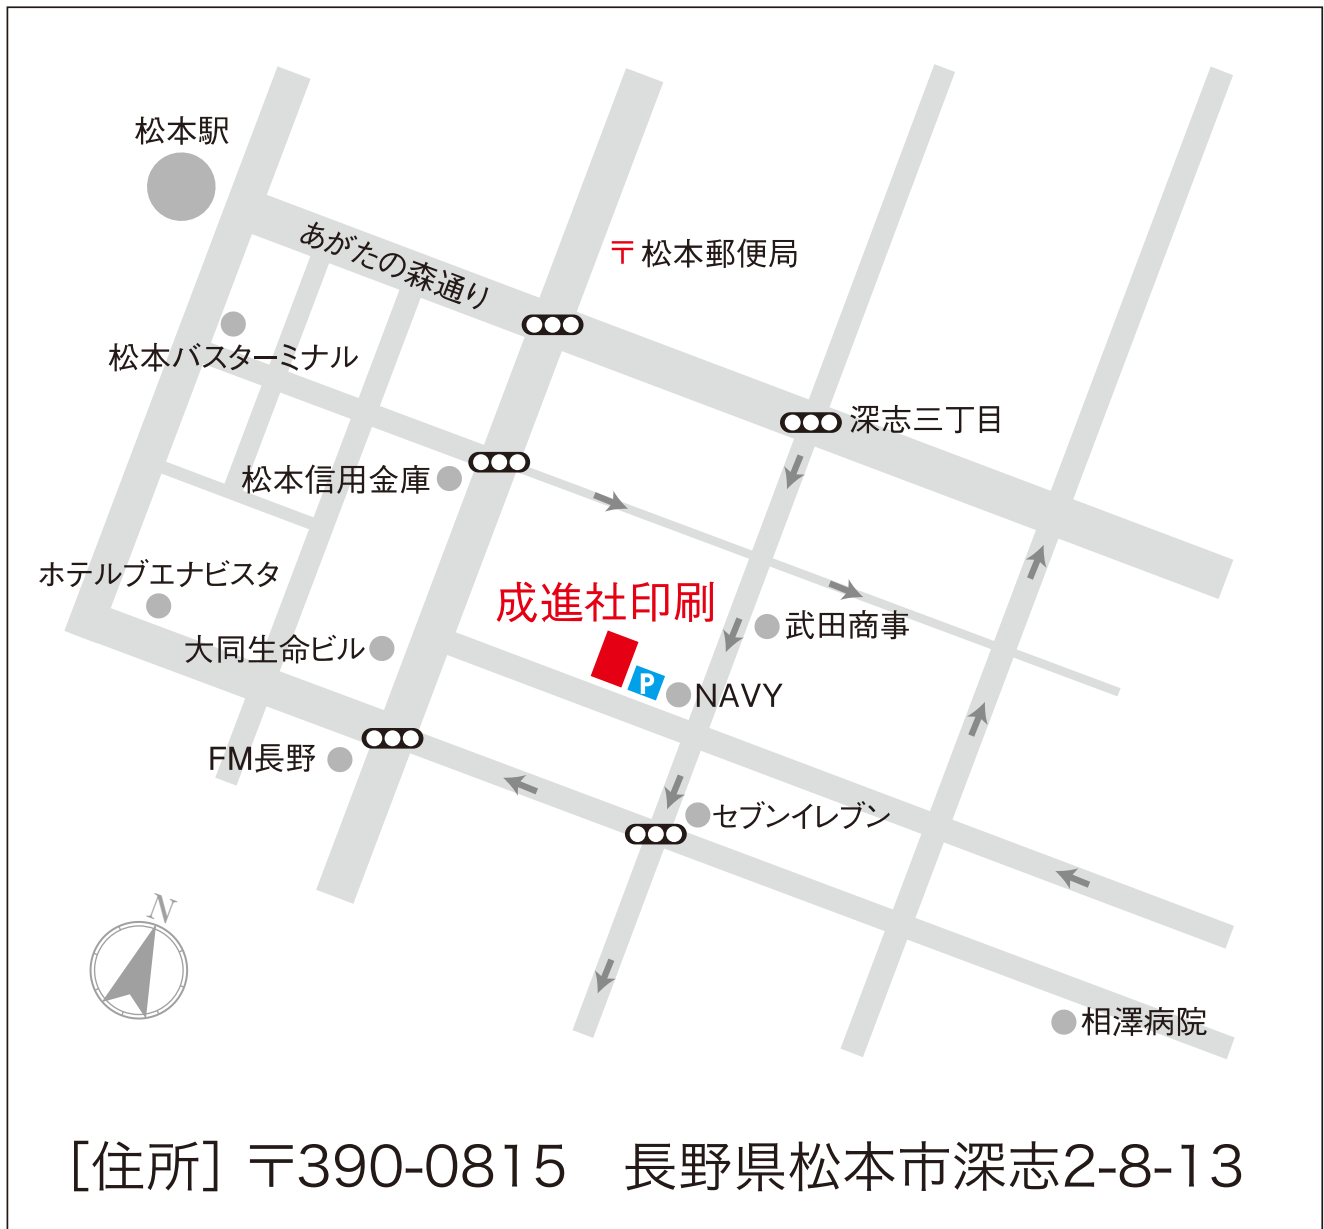 松本駅
あがたの森通り
〒松本郵便局
松本バスターミナル
深志三丁目
松本信用金庫
ホテルブエナビスタ
成進社印刷
武田商事
大同生命ビル
P
NAVY
FM長野
セブンイレブン
N
相澤病院
［住所］〒390-0815　長野県松本市深志2-8-13